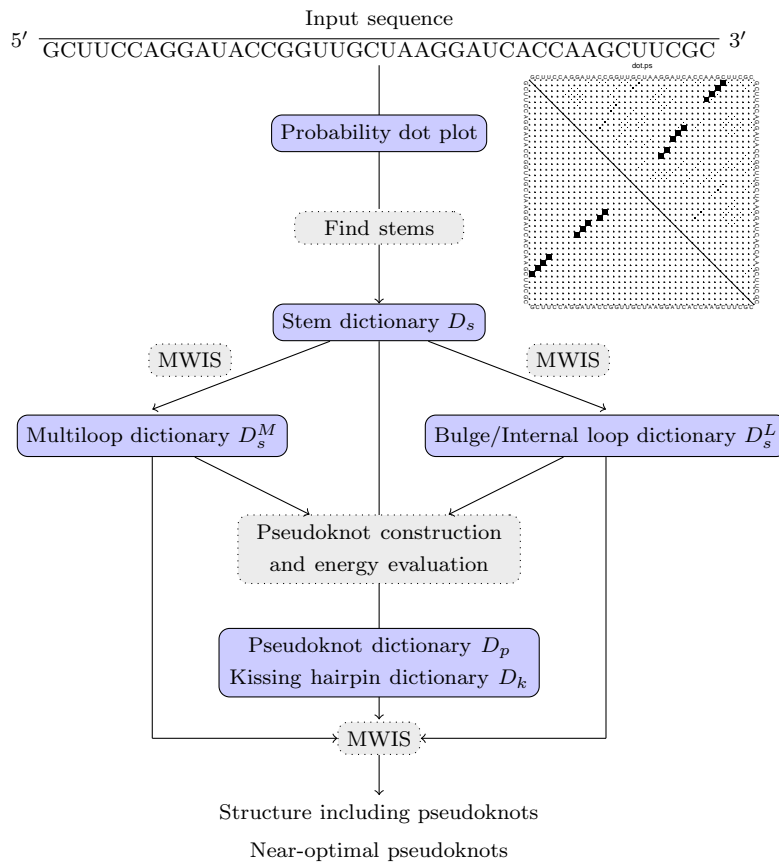 Input sequence
5′ GCUUCCAGGAUACCGGUUGCUAAGGAUCACCAAGCUUCGC 3′
dot.ps
GCUUCCAGGAUACCGGUUGCUAAGGAUCACCAAGCUUCGC
Probability dot plot
Find stems
GCUUCCAGGAUACCGGUUGCUAAGGAUCACCAAGCUUCGC
Stem dictionary D_s
MWIS MWIS
Multiloop dictionary D_s^M Bulge/Internal loop dictionary D_s^L
Pseudoknot construction
and energy evaluation
Pseudoknot dictionary D_p
Kissing hairpin dictionary D_k
MWIS
Structure including pseudoknots
Near-optimal pseudoknots